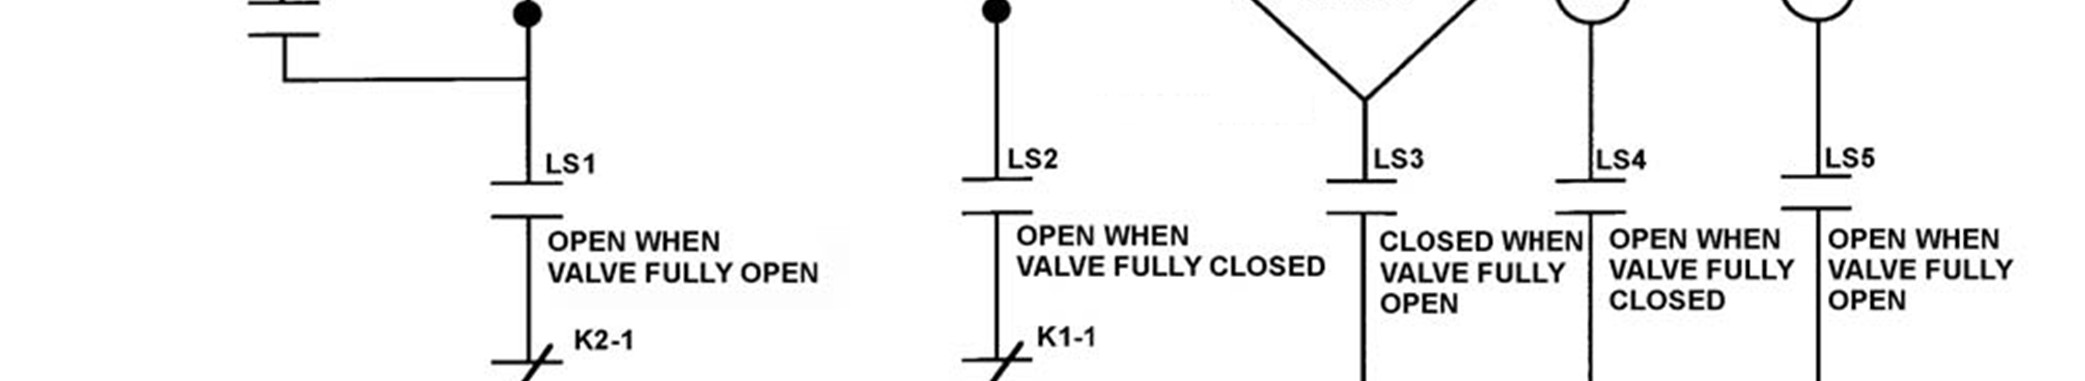 LS1
OPEN WHEN
VALVE FULLY OPEN
K2-1
LS2
OPEN WHEN
VALVE FULLY CLOSED
K1-1
LS3
CLOSED WHEN
VALVE FULLY
OPEN
LS4
OPEN WHEN
VALVE FULLY
CLOSED
LS5
OPEN WHEN
VALVE FULLY
OPEN